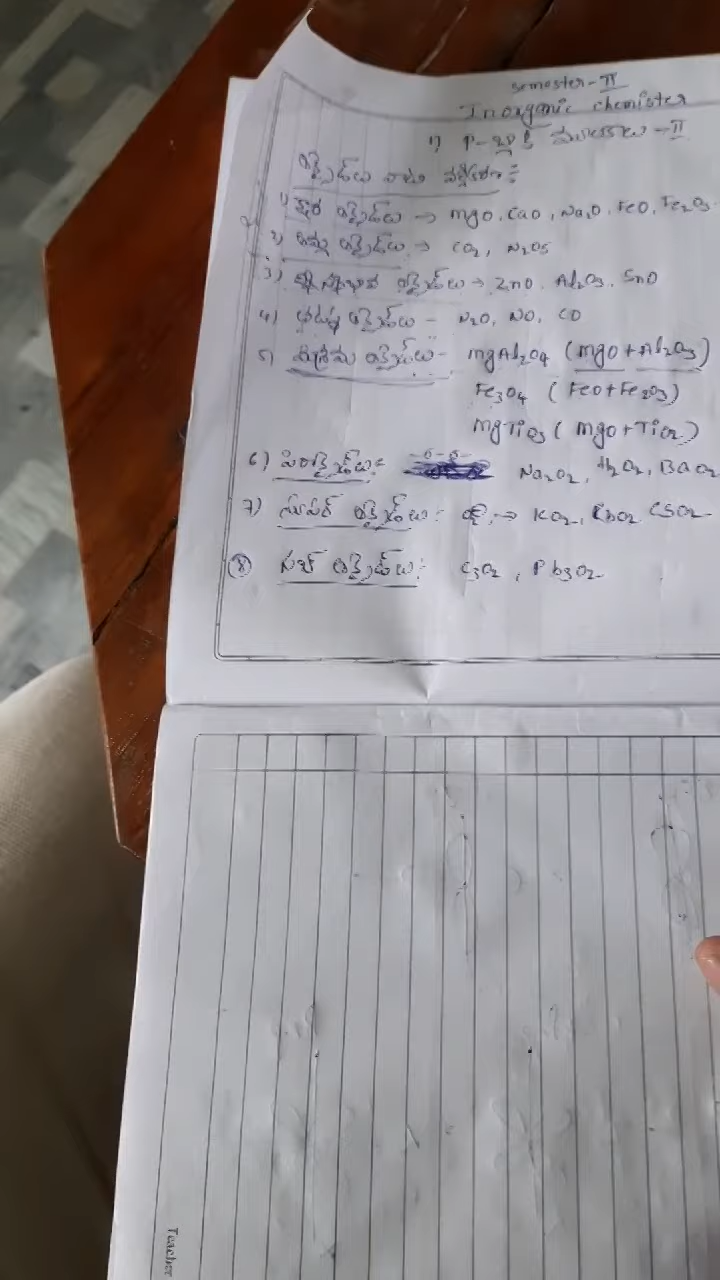 semester-II
Inorganic chemister
1) P-బ్లాక్ మూలకాలు -II
ఆక్సైడ్‌లు వాటి వర్గీకరణ :-
1) క్షార ఆక్సైడ్‌లు → MgO, CaO, Na2O, FeO, Fe2O3
2) ఆమ్ల ఆక్సైడ్‌లు → CO2, N2O5
3) ద్విస్వభావ ఆక్సైడ్‌లు → ZnO, Al2O3, SnO
4) తటస్థ ఆక్సైడ్‌లు - N2O, NO, CO
5) మిశ్రమ ఆక్సైడ్‌లు - MgAl2O4 (MgO+Al2O3)
Fe3O4 (FeO+Fe2O3)
MgTiO3 (MgO+TiO2)
6) పెరాక్సైడ్‌లు :- -O-O- Na2O2, H2O2, BaO2
7) సూపర్ ఆక్సైడ్‌లు :- → KO2, RbO2 CSO2
8) సబ్ ఆక్సైడ్‌లు :- C3O2, Pb3O2
Teacher